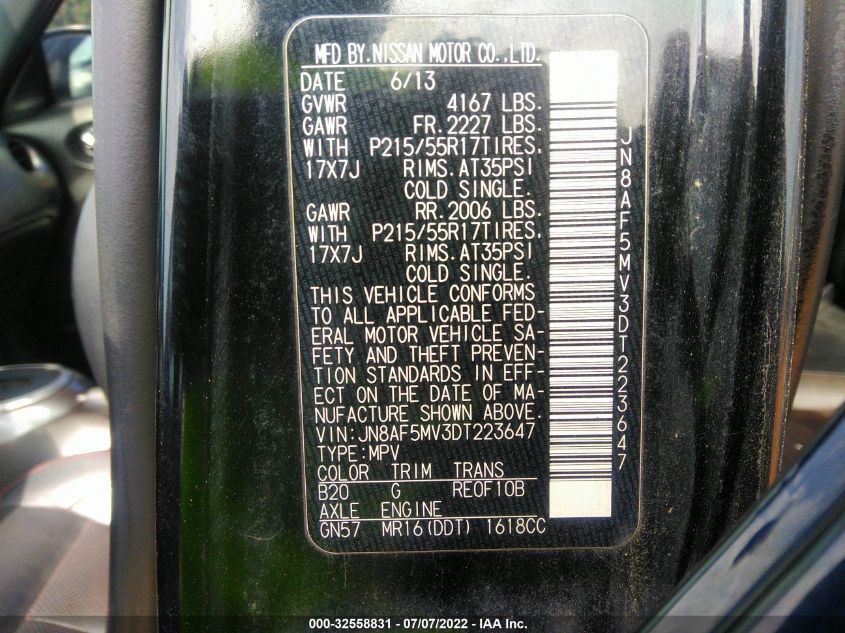 MFD BY.NISSAN MOTOR CO.,LTD.
DATE 6/13
GVWR 4167 LBS.
GAWR FR.2227 LBS.
WITH P215/55R17TIRES.
17X7J RIMS.AT35PSI
COLD SINGLE.
GAWR RR.2006 LBS.
WITH P215/55R17TIRES.
17X7J RIMS.AT35PSI
COLD SINGLE.
THIS VEHICLE CONFORMS
TO ALL APPLICABLE FED-
ERAL MOTOR VEHICLE SA-
FETY AND THEFT PREVEN-
TION STANDARDS IN EFF-
ECT ON THE DATE OF MA-
NUFACTURE SHOWN ABOVE.
VIN:JN8AF5MV3DT223647
TYPE:MPV
COLOR TRIM TRANS
B20 G REOF10B
AXLE ENGINE
GN57 MR16(DDT) 1618CC
JN8AF5MV3DT223647
000-32558831 - 07/07/2022 - IAA Inc.